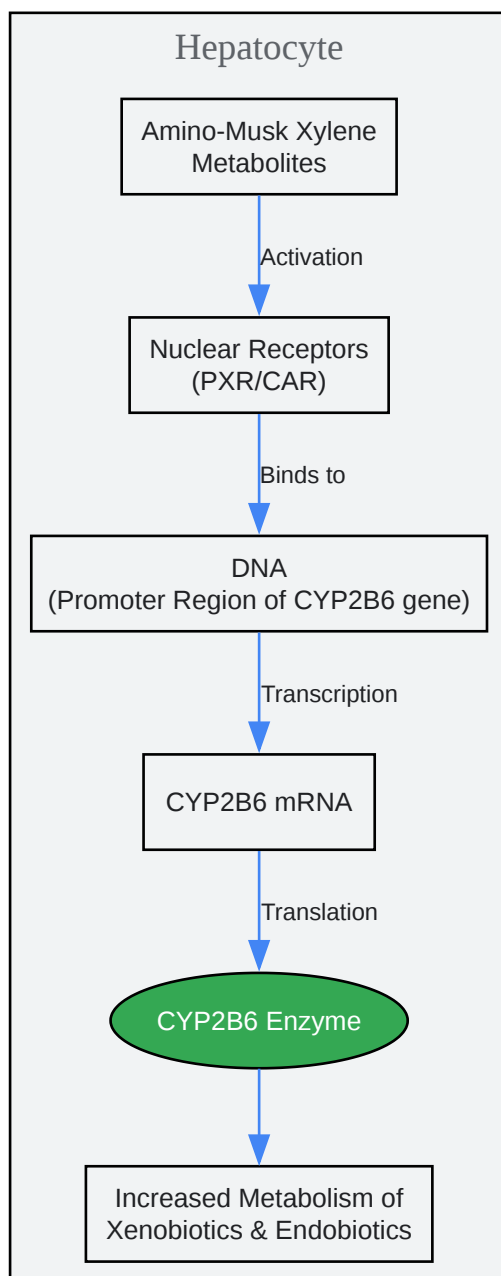 Hepatocyte
Amino-Musk Xylene
Metabolites
Activation
Nuclear Receptors
(PXR/CAR)
Binds to
DNA
(Promoter Region of CYP2B6 gene)
Transcription
CYP2B6 mRNA
Translation
CYP2B6 Enzyme
Increased Metabolism of
Xenobiotics & Endobiotics